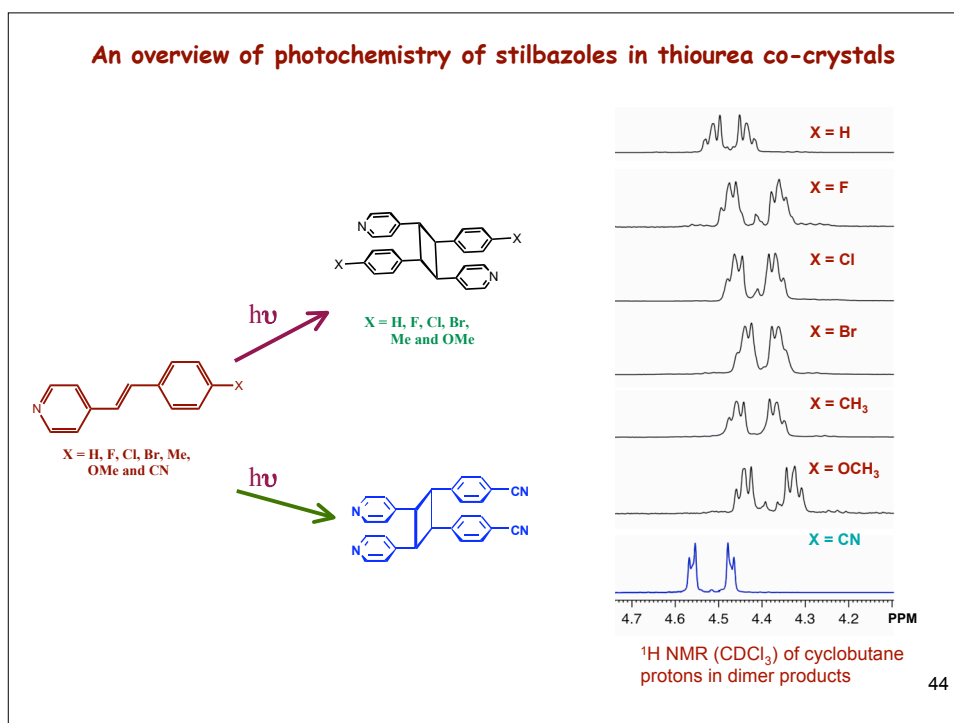 An overview of photochemistry of stilbazoles in thiourea co-crystals
N
X
X = H, F, Cl, Br, Me,
OMe and CN
hυ
hυ
N
X
X
N
X = H, F, Cl, Br,
Me and OMe
N
CN
N
CN
X = H
X = F
X = Cl
X = Br
X = CH₃
X = OCH₃
X = CN
4.7 4.6 4.5 4.4 4.3 4.2 PPM
¹H NMR (CDCl₃) of cyclobutane
protons in dimer products
44